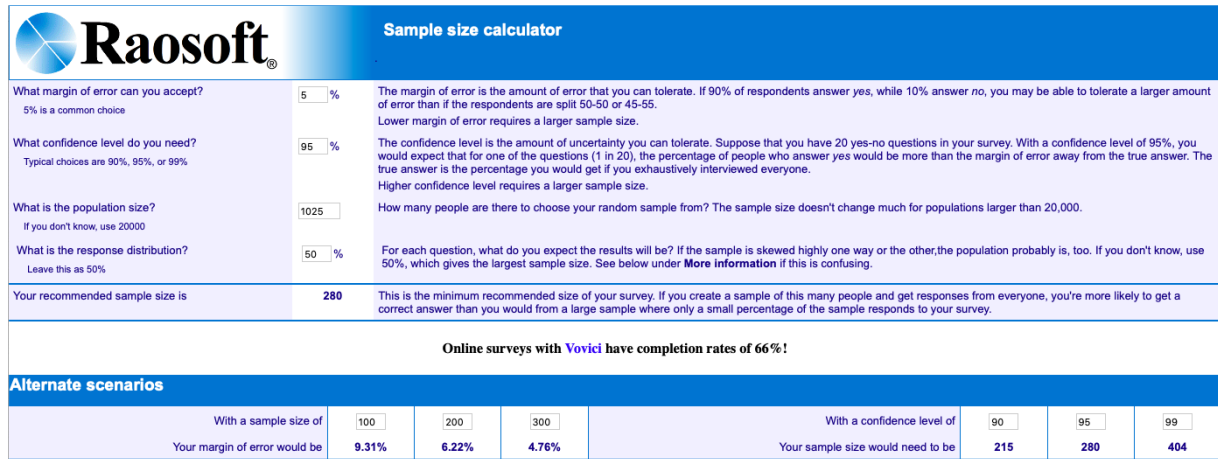 Raosoft®
Sample size calculator
What margin of error can you accept?
5% is a common choice
5 %
The margin of error is the amount of error that you can tolerate. If 90% of respondents answer yes, while 10% answer no, you may be able to tolerate a larger amount
of error than if the respondents are split 50-50 or 45-55.
Lower margin of error requires a larger sample size.
What confidence level do you need?
Typical choices are 90%, 95%, or 99%
95 %
The confidence level is the amount of uncertainty you can tolerate. Suppose that you have 20 yes-no questions in your survey. With a confidence level of 95%, you
would expect that for one of the questions (1 in 20), the percentage of people who answer yes would be more than the margin of error away from the true answer. The
true answer is the percentage you would get if you exhaustively interviewed everyone.
Higher confidence level requires a larger sample size.
What is the population size?
If you don't know, use 20000
1025
How many people are there to choose your random sample from? The sample size doesn't change much for populations larger than 20,000.
What is the response distribution?
Leave this as 50%
50 %
For each question, what do you expect the results will be? If the sample is skewed highly one way or the other,the population probably is, too. If you don't know, use
50%, which gives the largest sample size. See below under More information if this is confusing.
Your recommended sample size is
280
This is the minimum recommended size of your survey. If you create a sample of this many people and get responses from everyone, you're more likely to get a
correct answer than you would from a large sample where only a small percentage of the sample responds to your survey.
Online surveys with Vovici have completion rates of 66%!
Alternate scenarios
With a sample size of 100 200 300 With a confidence level of 90 95 99
Your margin of error would be 9.31% 6.22% 4.76% Your sample size would need to be 215 280 404